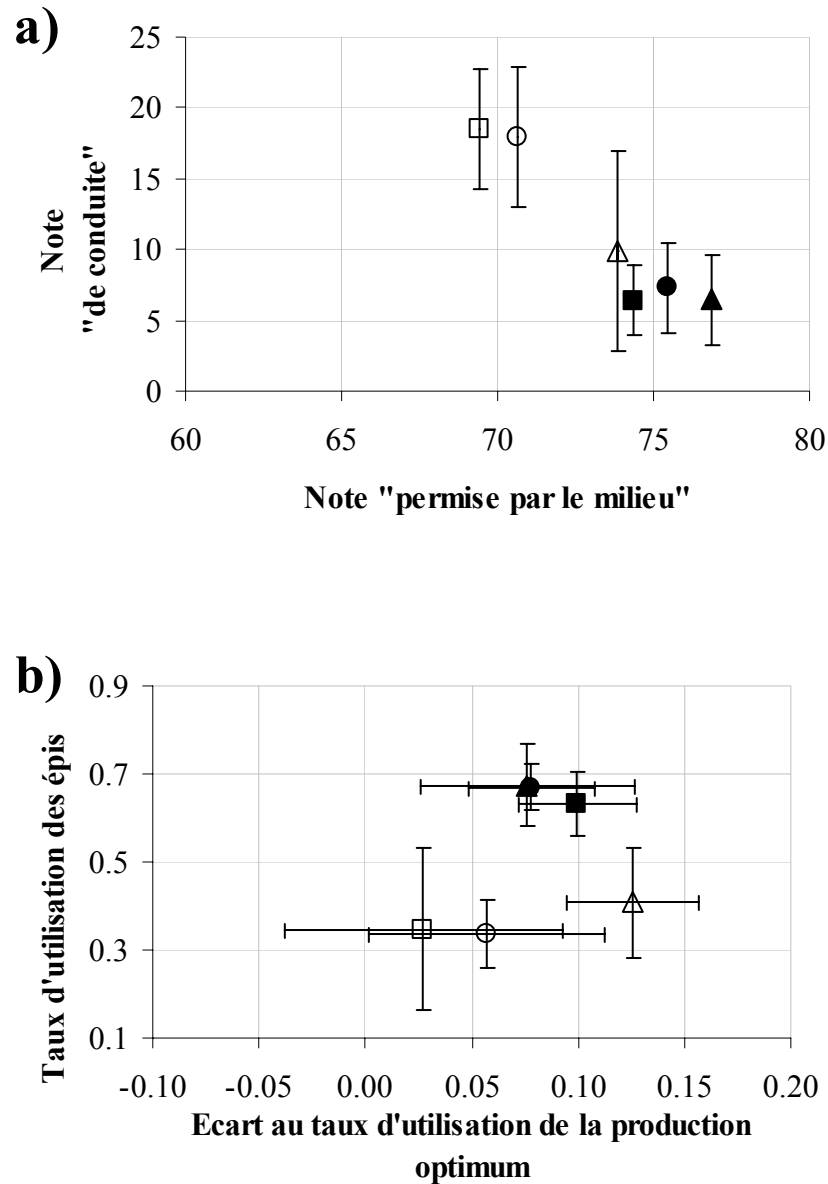 a)
25
20
15
10
5
0
Note
"de conduite"
60 65 70 75 80
Note "permise par le milieu"
b)
0.9
0.7
0.5
0.3
0.1
Taux d'utilisation des épis
-0.10 -0.05 0.00 0.05 0.10 0.15 0.20
Ecart au taux d'utilisation de la production
optimum